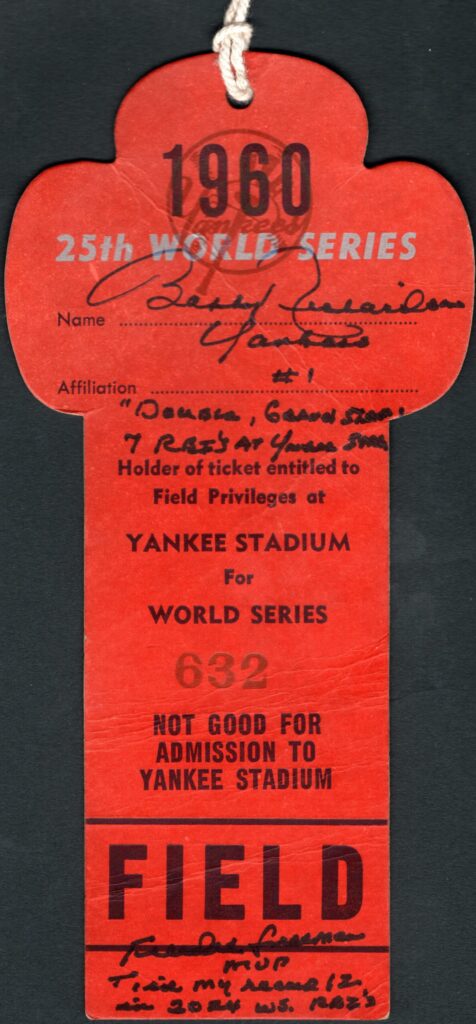 1960
Yankees
25th WORLD SERIES
Bobby Richardson
Name
Yankees
#1
Affiliation
"Double, Grand Slam!
7 RBI's AT Yankee Stad.
Holder of ticket entitled to
Field Privileges at
YANKEE STADIUM
For
WORLD SERIES
632
NOT GOOD FOR
ADMISSION TO
YANKEE STADIUM
FIELD
Freddie Freeman
MVP
Tied my record 12
in 2024 WS. RBI's